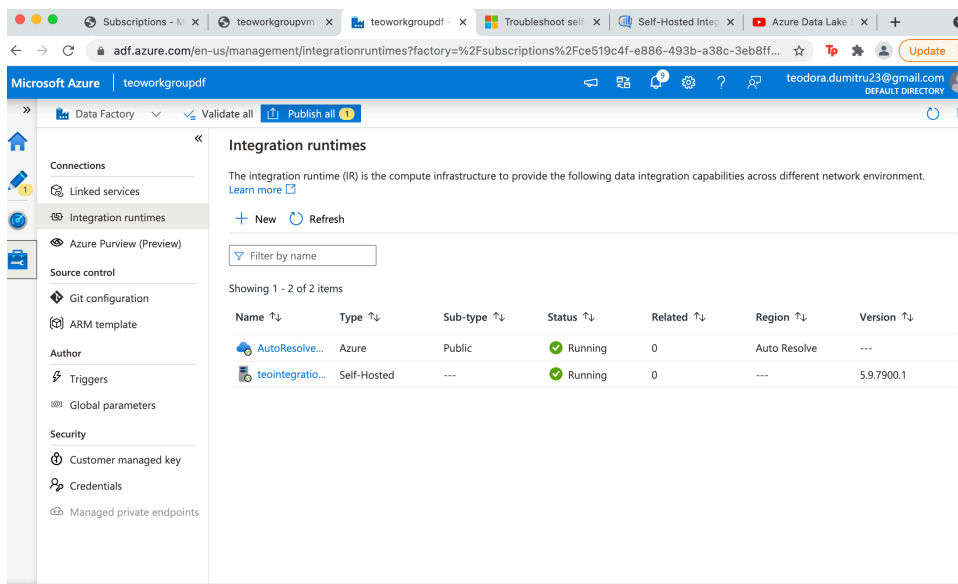 Subscriptions - M
teoworkgroupvm
teoworkgroupdf -
Troubleshoot self
Self-Hosted Integ
Azure Data Lake
adf.azure.com/en-us/management/integrationruntimes?factory=%2Fsubscriptions%2Fce519c4f-e886-493b-a38c-3eb8ff...
Tp
Update
Microsoft Azure
teoworkgroupdf
9
?
teodora.dumitru23@gmail.com
DEFAULT DIRECTORY
»
Data Factory
Validate all
Publish all 1
«
1
Connections
Linked services
Integration runtimes
Azure Purview (Preview)
Source control
Git configuration
ARM template
Author
Triggers
Global parameters
Security
Customer managed key
Credentials
Managed private endpoints
Integration runtimes
The integration runtime (IR) is the compute infrastructure to provide the following data integration capabilities across different network environment.
Learn more
+ New Refresh
Filter by name
Showing 1 - 2 of 2 items
Name ↑↓ Type ↑↓ Sub-type ↑↓ Status ↑↓ Related ↑↓ Region ↑↓ Version ↑↓
AutoResolve... Azure Public Running 0 Auto Resolve ---
teointegratio... Self-Hosted --- Running 0 --- 5.9.7900.1